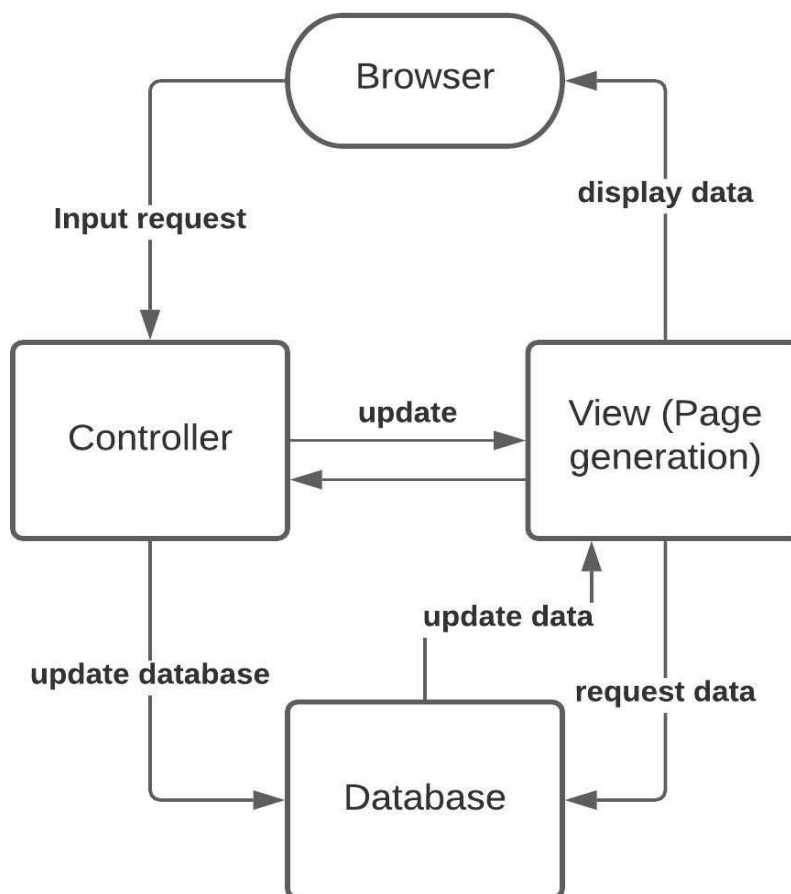 Browser
display data
Input request
Controller
update
View (Page
generation)
update data
update database
request data
Database